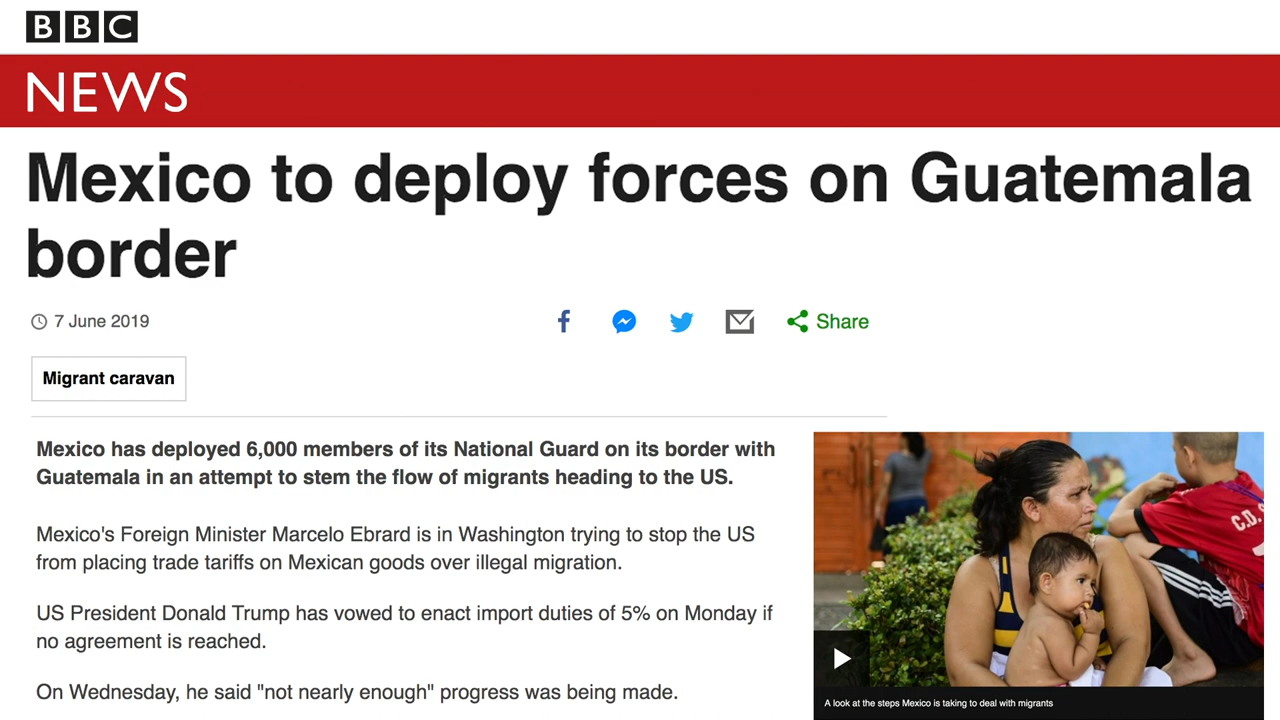 BBC
NEWS
Mexico to deploy forces on Guatemala
border
7 June 2019
Share
Migrant caravan
Mexico has deployed 6,000 members of its National Guard on its border with
Guatemala in an attempt to stem the flow of migrants heading to the US.
Mexico's Foreign Minister Marcelo Ebrard is in Washington trying to stop the US
from placing trade tariffs on Mexican goods over illegal migration.
US President Donald Trump has vowed to enact import duties of 5% on Monday if
no agreement is reached.
On Wednesday, he said "not nearly enough" progress was being made.
C.D.
A look at the steps Mexico is taking to deal with migrants